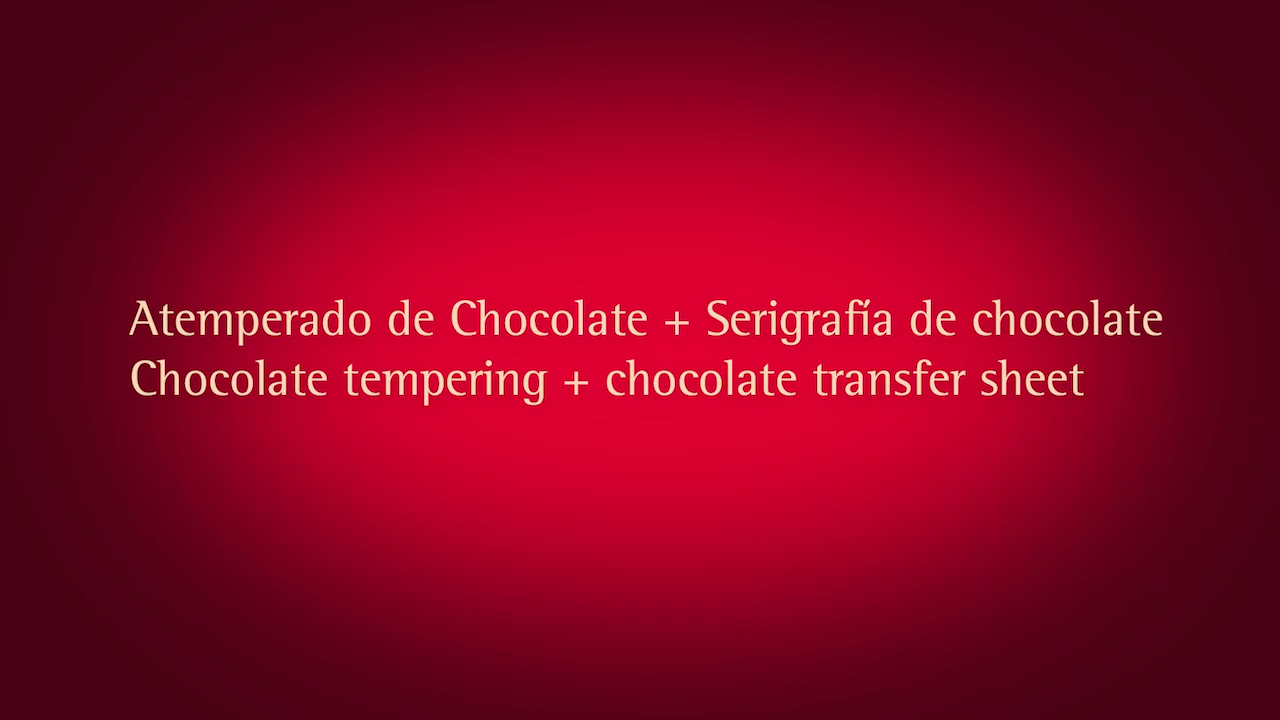 Atemperado de Chocolate + Serigrafía de chocolate
Chocolate tempering + chocolate transfer sheet